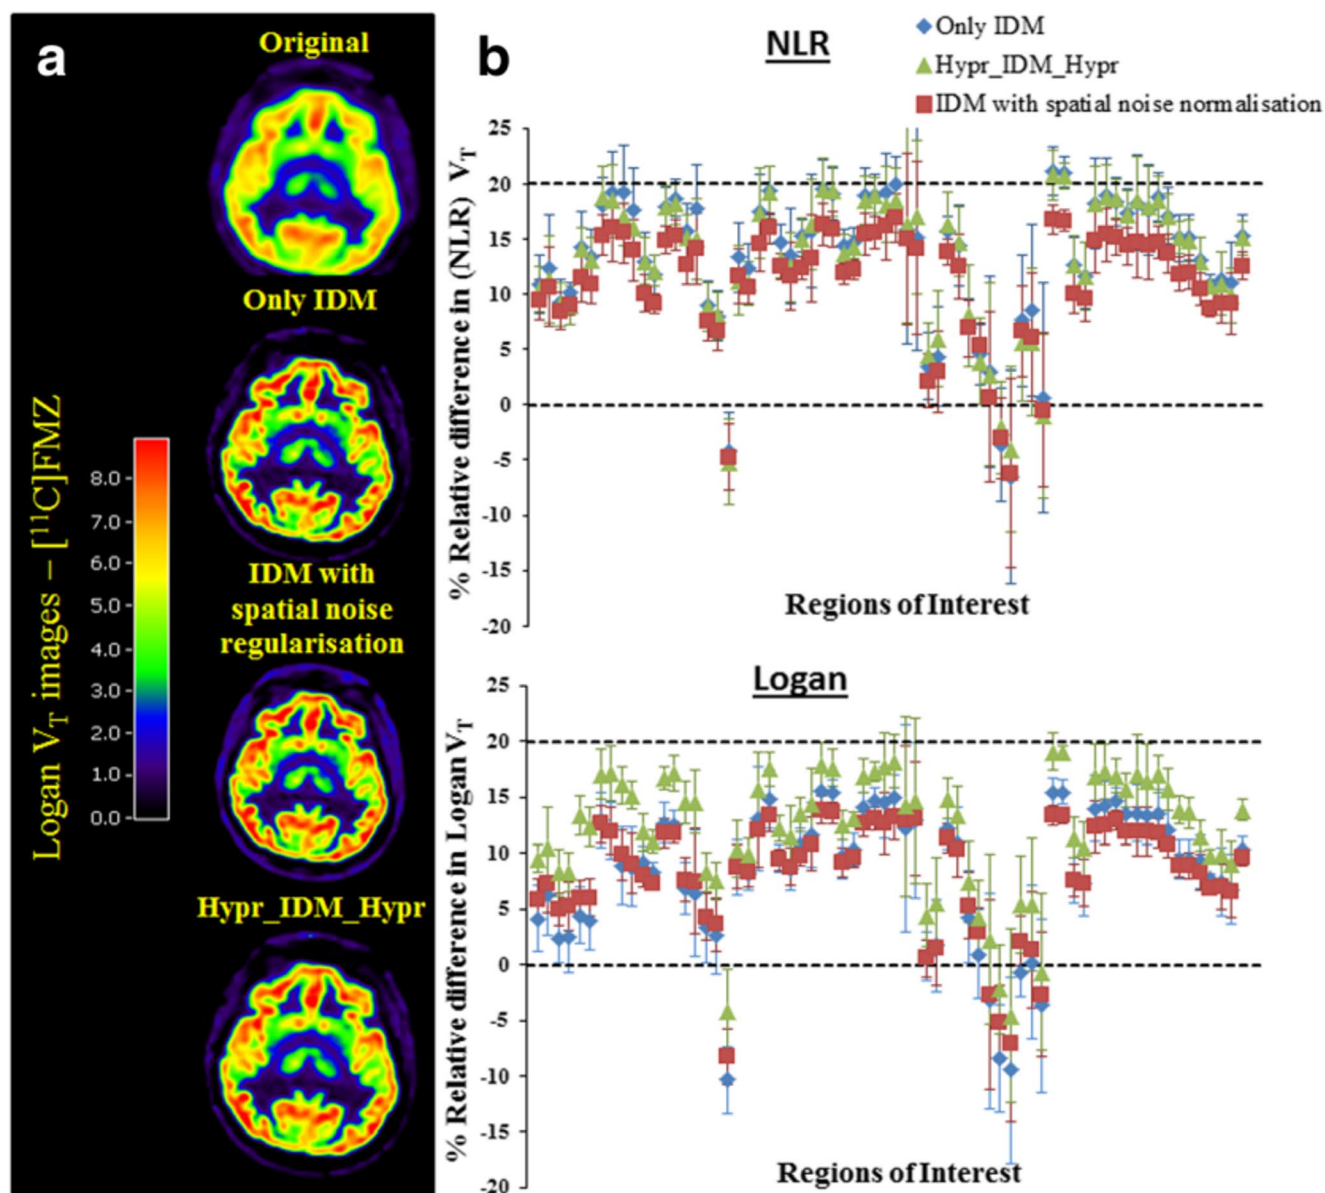 a
Original
Only IDM
IDM with
spatial noise
regularisation
Hypr_IDM_Hypr
Logan V_T images – [¹¹C]FMZ
8.0
7.0
6.0
5.0
4.0
3.0
2.0
1.0
0.0
b
NLR
Only IDM
Hypr_IDM_Hypr
IDM with spatial noise normalisation
% Relative difference in (NLR) V_T
25
20
15
10
5
0
-5
-10
-15
-20
Regions of Interest
Logan
% Relative difference in Logan V_T
25
20
15
10
5
0
-5
-10
-15
-20
Regions of Interest